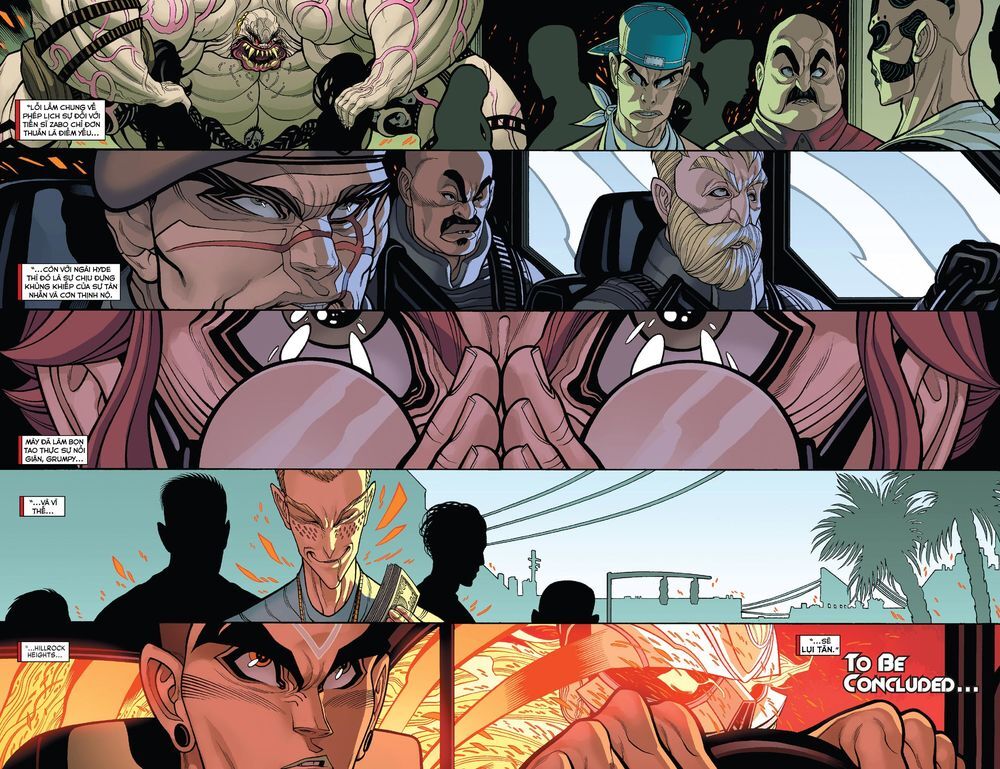 "LỖI LẦM CHUNG VỀ
PHÉP LỊCH SỰ ĐỐI VỚI
TIẾN SĨ ZABO CHỈ ĐƠN
THUẦN LÀ ĐIỂM YẾU...
"...CÒN VỚI NGÀI HYDE
THÌ ĐÓ LÀ SỰ CHỊU ĐỰNG
KHỦNG KHIẾP CỦA SỰ TÀN
NHẪN VÀ CƠN THỊNH NỘ.
MÀY ĐÃ LÀM BỌN
TAO THỰC SỰ NỔI
GIẬN, GRUMPY...
"...VÀ VÌ
THẾ...
"...HILLROCK
HEIGHTS...
"...SẼ
LỤI TÀN."
TO BE
CONCLUDED...